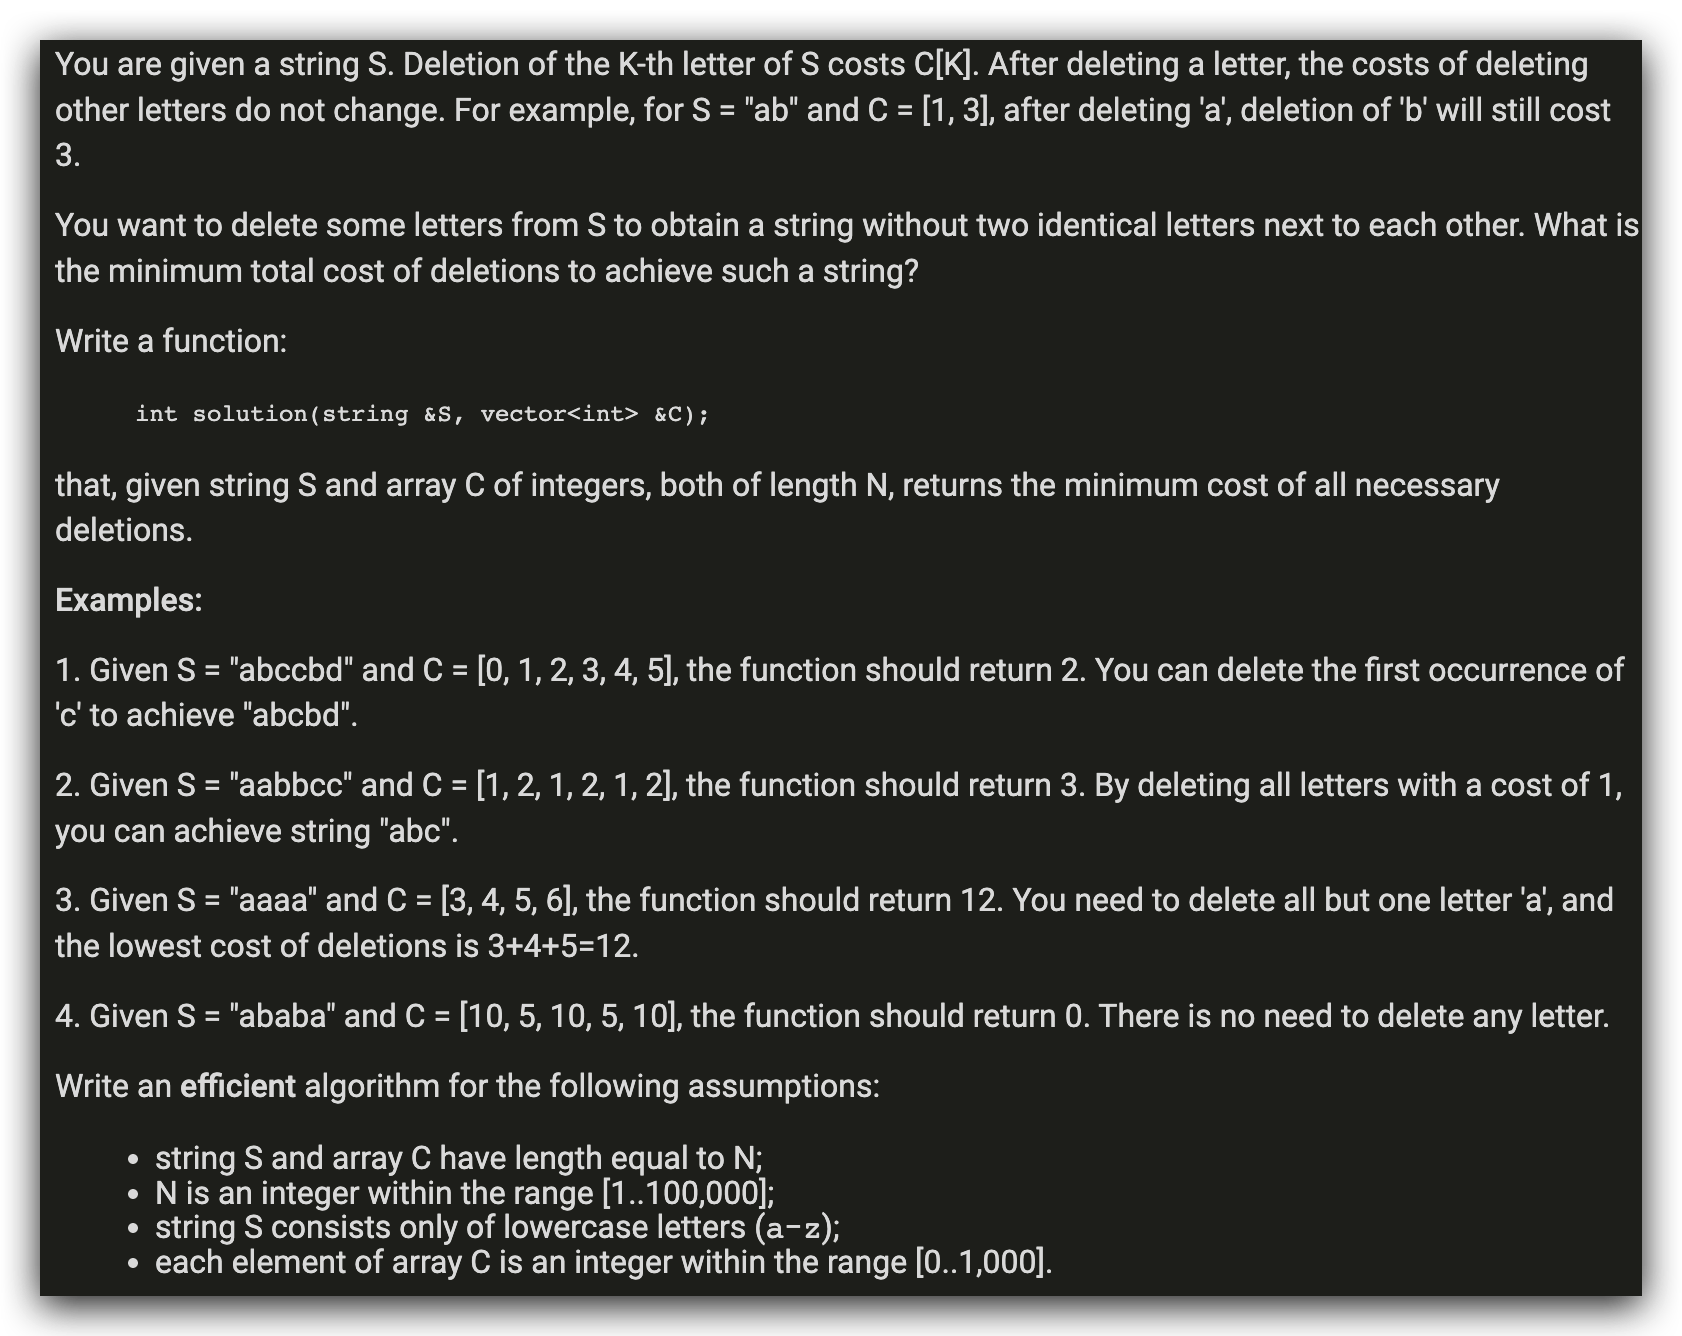 You are given a string S. Deletion of the K-th letter of S costs C[K]. After deleting a letter, the costs of deleting
other letters do not change. For example, for S = "ab" and C = [1, 3], after deleting 'a', deletion of 'b' will still cost
3.
You want to delete some letters from S to obtain a string without two identical letters next to each other. What is
the minimum total cost of deletions to achieve such a string?
Write a function:
int solution(string &S, vector<int> &C);
that, given string S and array C of integers, both of length N, returns the minimum cost of all necessary
deletions.
Examples:
1. Given S = "abccbd" and C = [0, 1, 2, 3, 4, 5], the function should return 2. You can delete the first occurrence of
'c' to achieve "abcbd".
2. Given S = "aabbcc" and C = [1, 2, 1, 2, 1, 2], the function should return 3. By deleting all letters with a cost of 1,
you can achieve string "abc".
3. Given S = "aaaa" and C = [3, 4, 5, 6], the function should return 12. You need to delete all but one letter 'a', and
the lowest cost of deletions is 3+4+5=12.
4. Given S = "ababa" and C = [10, 5, 10, 5, 10], the function should return 0. There is no need to delete any letter.
Write an efficient algorithm for the following assumptions:
• string S and array C have length equal to N;
• N is an integer within the range [1..100,000];
• string S consists only of lowercase letters (a-z);
• each element of array C is an integer within the range [0..1,000].